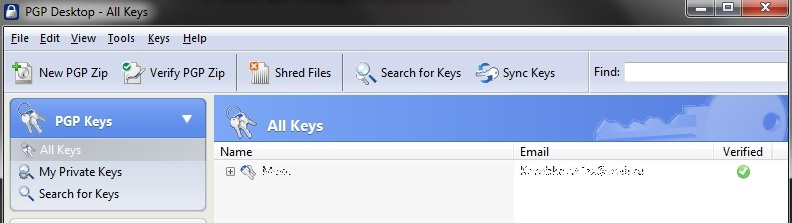 PGP Desktop - All Keys
File Edit View Tools Keys Help
New PGP Zip Verify PGP Zip Shred Files Search for Keys Sync Keys Find:
PGP Keys
All Keys
All Keys
Name Email Verified
My Private Keys
Search for Keys